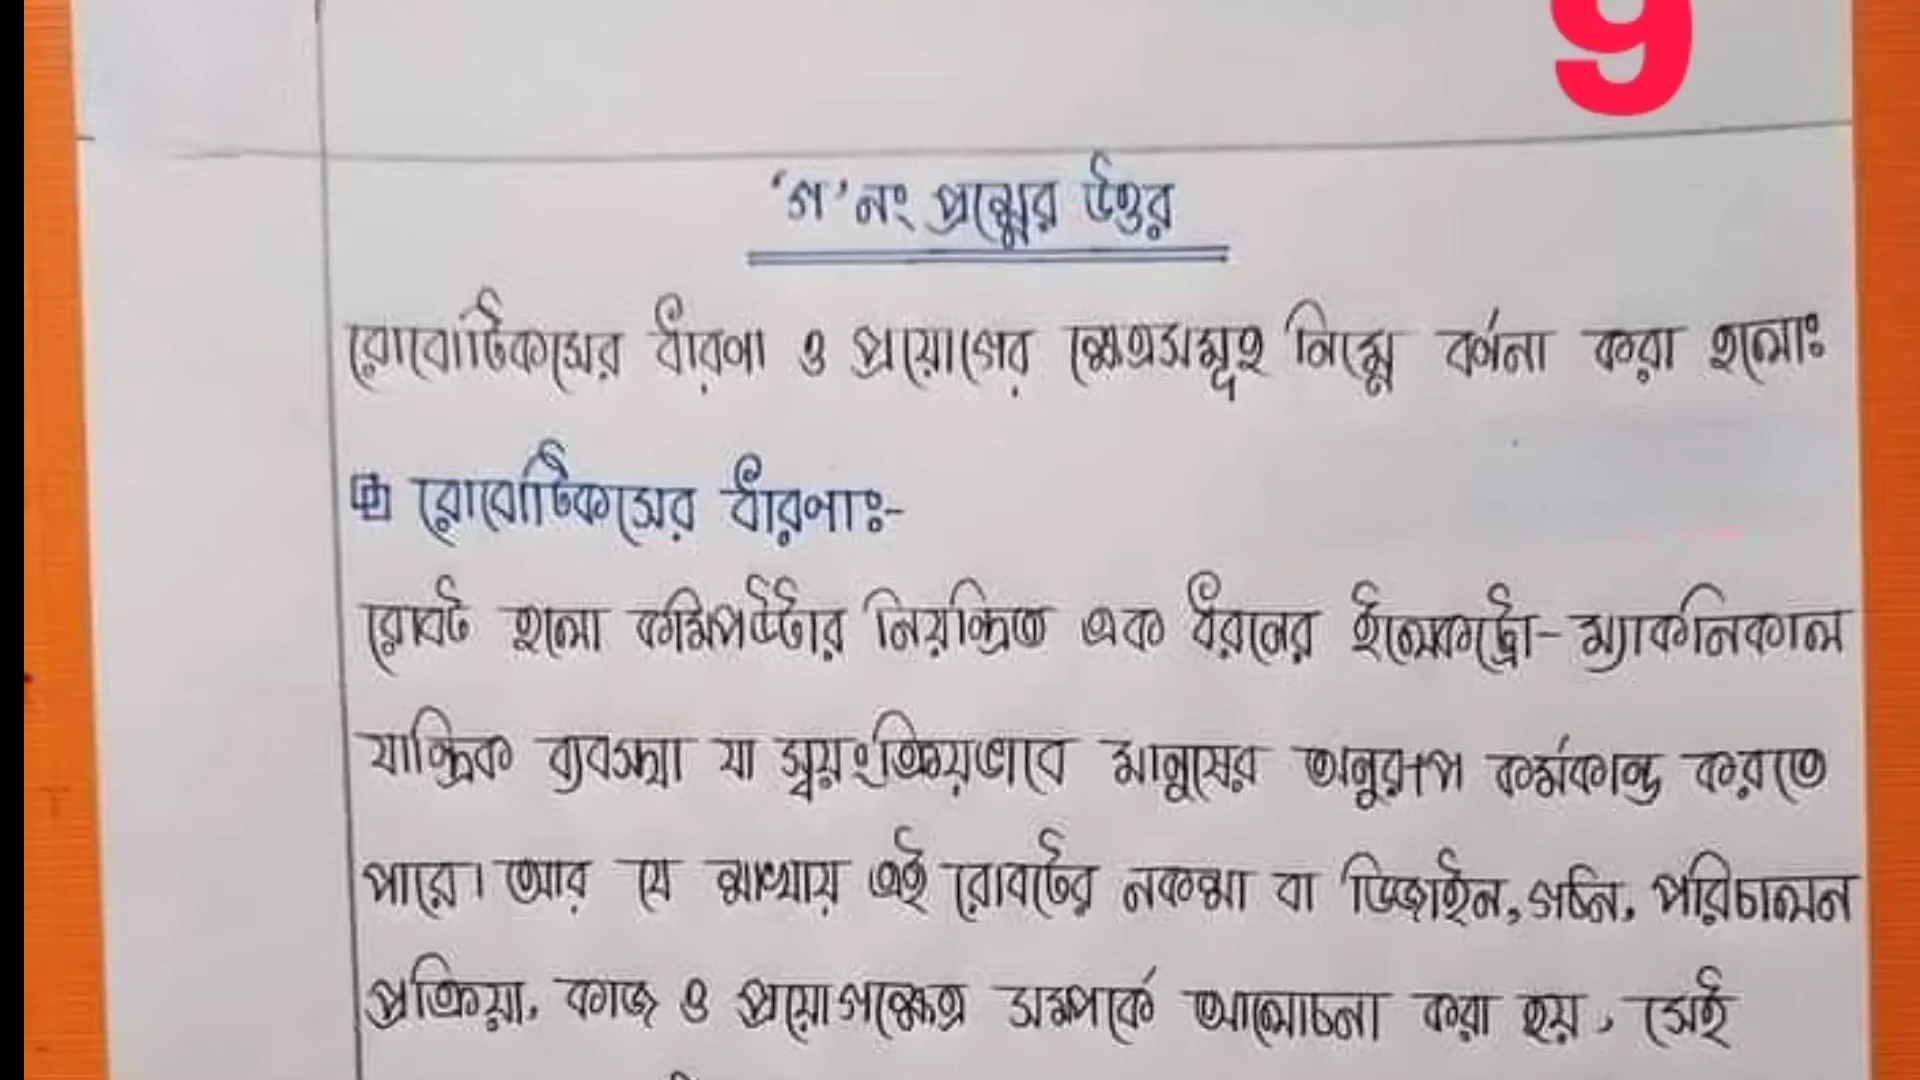 9
'গ' নং প্রশ্নের উত্তর
রোবোটিকসের ধারণা ও প্রয়োগের ক্ষেত্রসমূহ নিম্নে বর্ণনা করা হলোঃ
রোবোটিকসের ধারণাঃ-
রোবট হলো কম্পিউটার নিয়ন্ত্রিত এক ধরনের ইলেকট্রো-ম্যাকানিকাল
যান্ত্রিক ব্যবস্থা যা স্বয়ংক্রিয়ভাবে মানুষের অনুরূপ কর্মকান্ড করতে
পারে। আর যে শাখায় এই রোবটের নকশা বা ডিজাইন, গঠন, পরিচালন
প্রক্রিয়া, কাজ ও প্রয়োগক্ষেত্র সম্পর্কে আলোচনা করা হয়, সেই